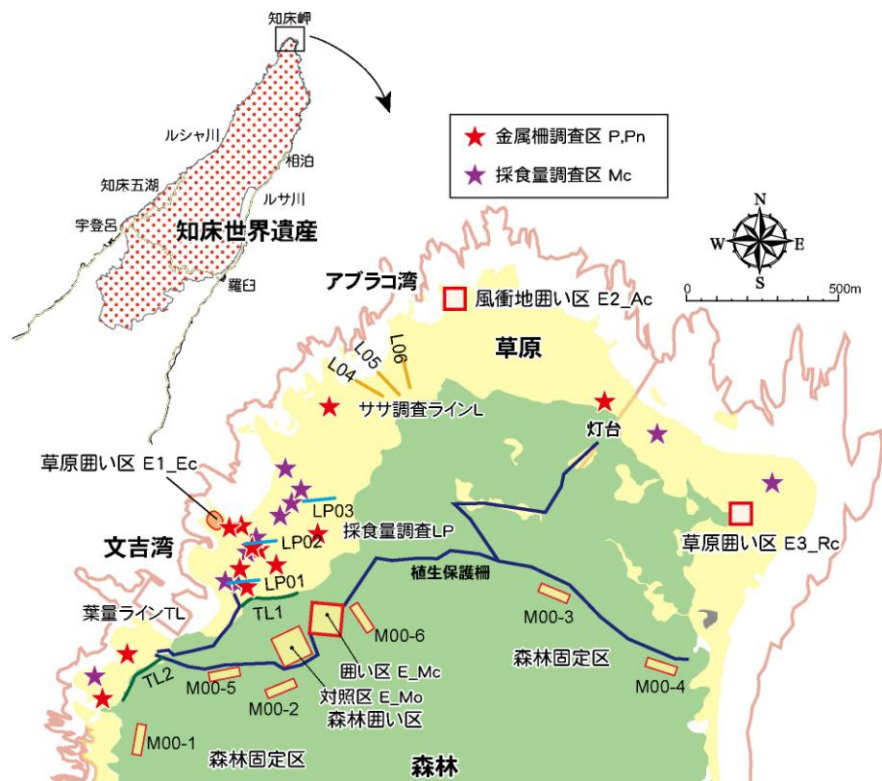 知床岬
ルシャ川
相泊
知床五湖
ルサ川
宇登呂
知床世界遺産
羅臼
金属柵調査区 P,Pn
採食量調査区 Mc
N
W
E
S
0
500m
アブラコ湾
風衝地囲い区 E2_Ac
草原
L04
L05
L06
ササ調査ラインL
灯台
草原囲い区 E1_Ec
LP03
採食量調査LP
文吉湾
LP02
草原囲い区 E3_Rc
植生保護柵
LP01
葉量ラインTL
TL1
M00-3
M00-6
TL2
囲い区 E_Mc
森林固定区
M00-5
M00-4
対照区 E_Mo
M00-2
森林囲い区
M00-1
森林固定区
森林